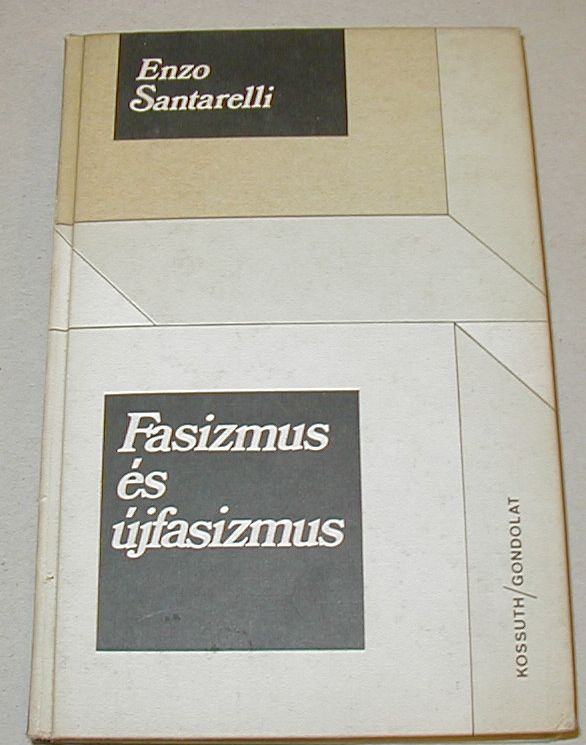 Enzo
Santarelli
Fasizmus
és
újfasizmus
KOSSUTH/GONDOLAT